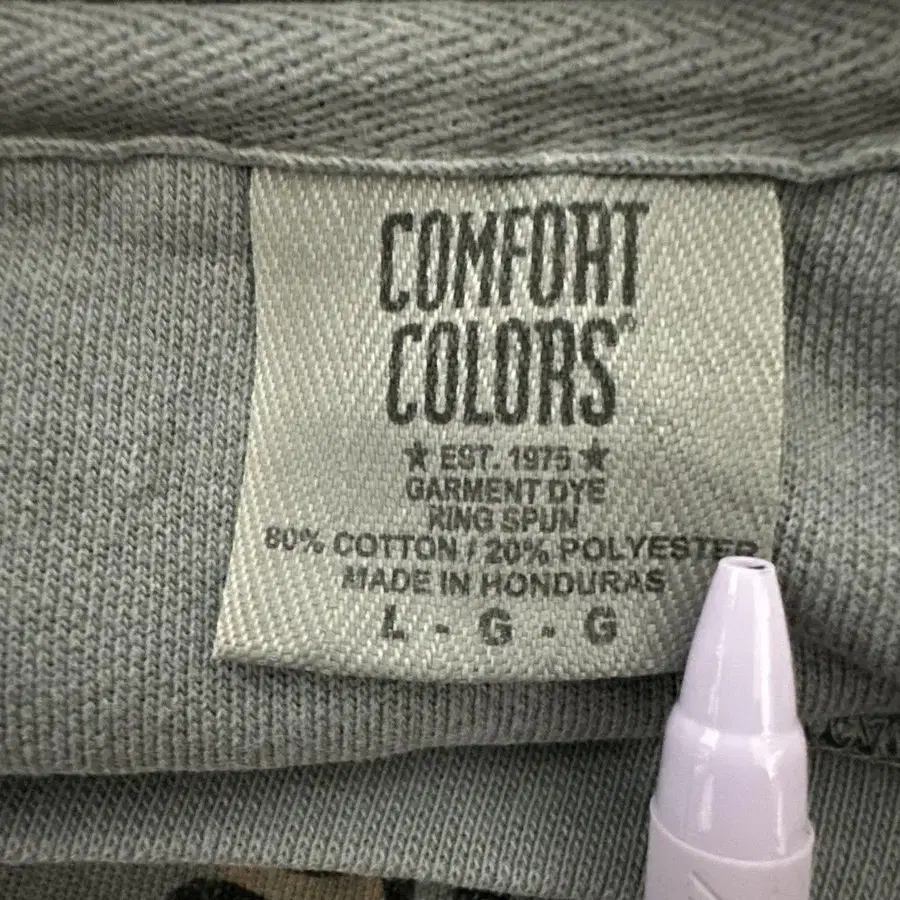 COMFORT
COLORS®
★ EST. 1975 ★
GARMENT DYE
RING SPUN
80% COTTON / 20% POLYESTER
MADE IN HONDURAS
L - G - G